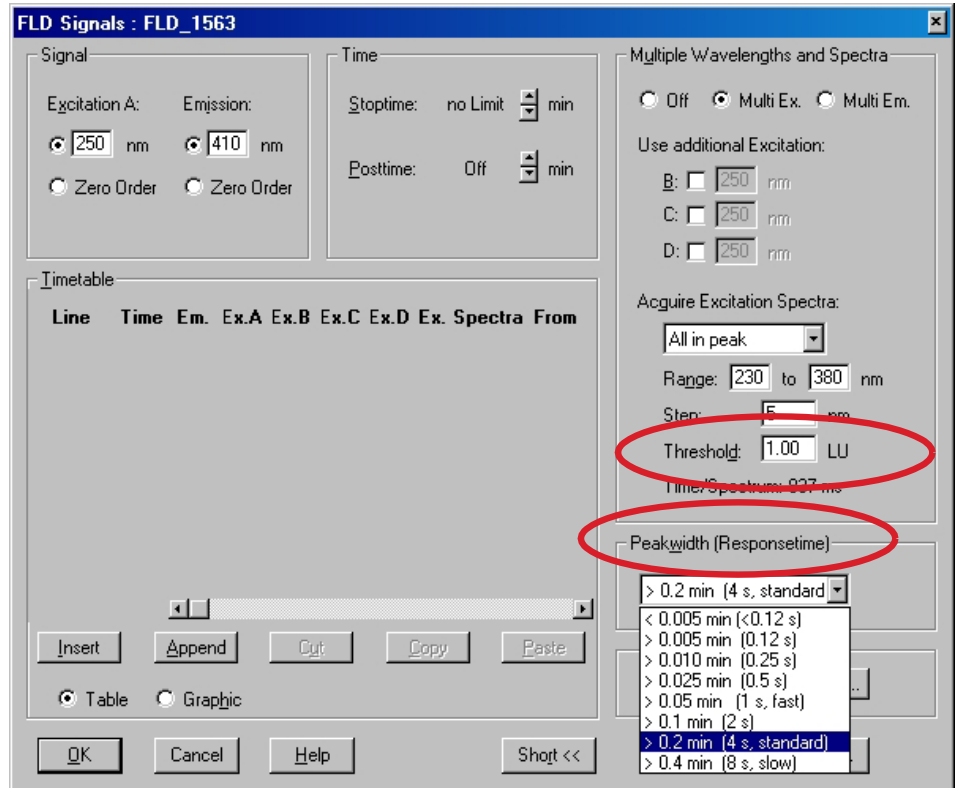 FLD Signals : FLD_1563
Signal
Excitation A: Emission:
250 nm 410 nm
Zero Order Zero Order
Time
Stoptime: no Limit min
Posttime: Off min
Multiple Wavelengths and Spectra
Off Multi Ex. Multi Em.
Use additional Excitation:
B: 250 nm
C: 250 nm
D: 250 nm
Acquire Excitation Spectra:
All in peak
Range: 230 to 380 nm
Step: 5 nm
Threshold: 1.00 LU
Time/Spectrum: 837 ms
Timetable
Line Time Em. Ex.A Ex.B Ex.C Ex.D Ex. Spectra From
Insert Append Cut Copy Paste
Table Graphic
Peakwidth (Responsetime)
> 0.2 min (4 s, standard
< 0.005 min (<0.12 s)
> 0.005 min (0.12 s)
> 0.010 min (0.25 s)
> 0.025 min (0.5 s)
> 0.05 min (1 s, fast)
> 0.1 min (2 s)
> 0.2 min (4 s, standard)
> 0.4 min (8 s, slow)
OK Cancel Help Short <<